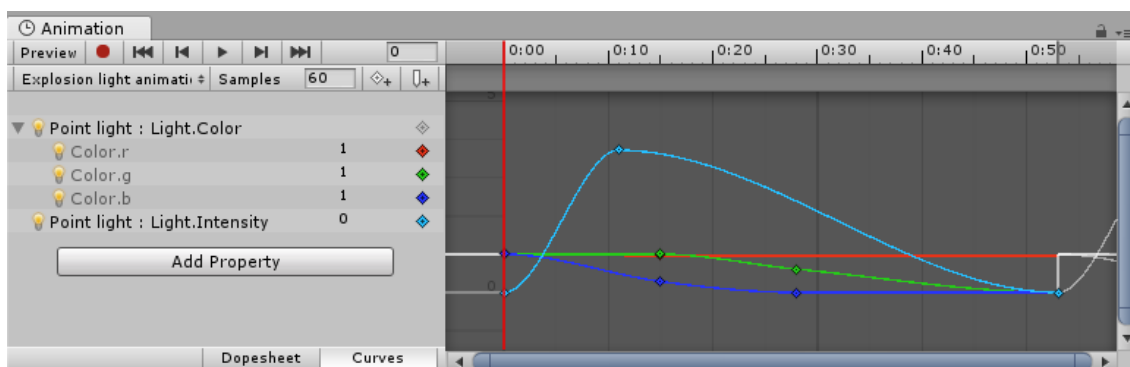 Animation
Preview 0 0:00 0:10 0:20 0:30 0:40 0:50
Explosion light animati Samples 60
5
Point light : Light.Color
Color.r 1
Color.g 1
Color.b 1
Point light : Light.Intensity 0
Add Property
0
Dopesheet Curves